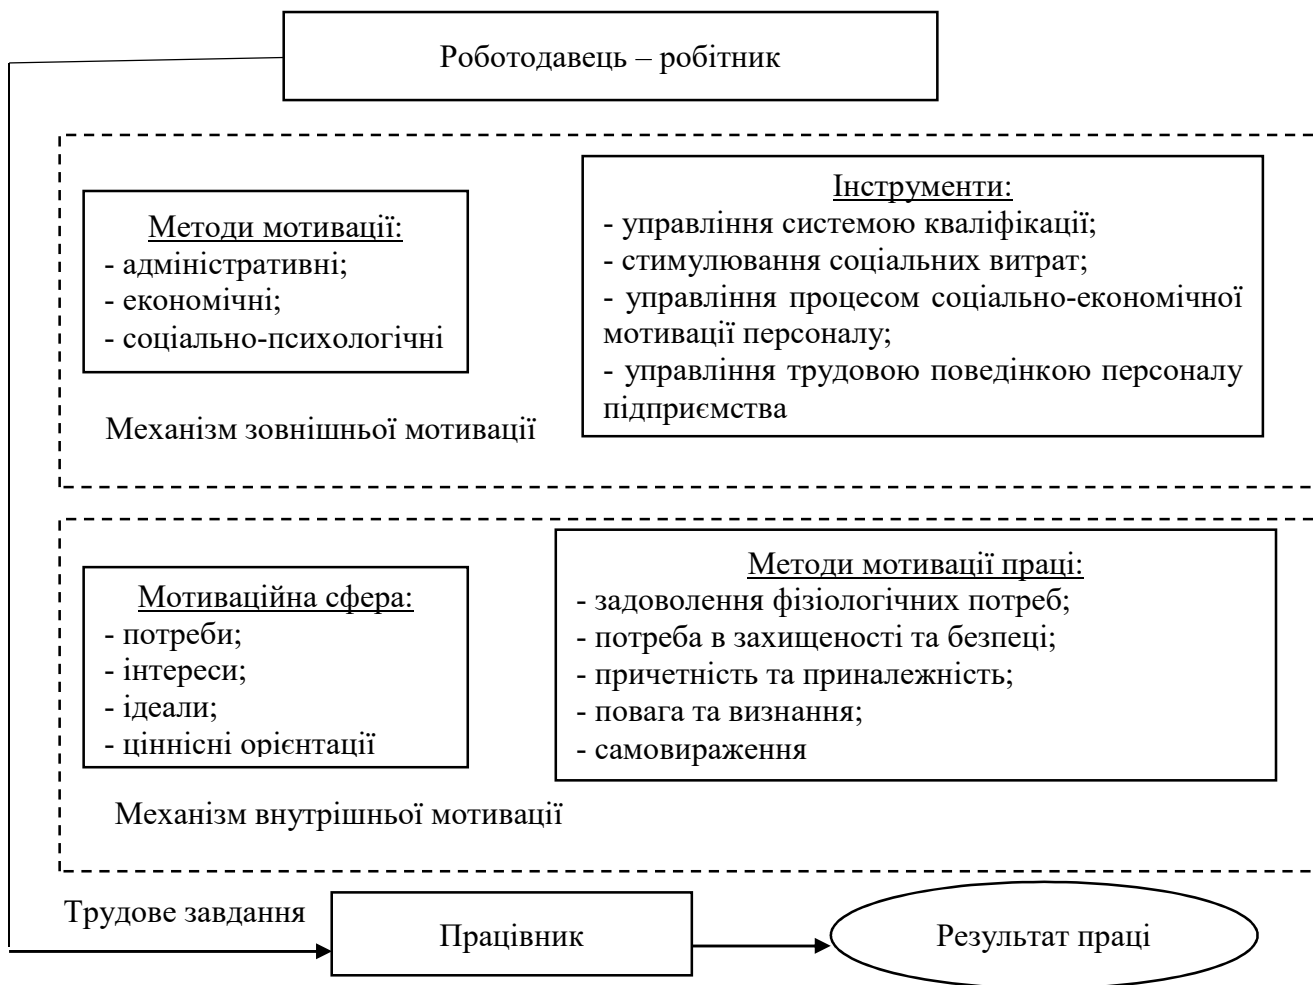 Роботодавець – робітник
Методи мотивації:
- адміністративні;
- економічні;
- соціально-психологічні
Інструменти:
- управління системою кваліфікації;
- стимулювання соціальних витрат;
- управління процесом соціально-економічної
мотивації персоналу;
- управління трудовою поведінкою персоналу
підприємства
Механізм зовнішньої мотивації
Мотиваційна сфера:
- потреби;
- інтереси;
- ідеали;
- ціннісні орієнтації
Методи мотивації праці:
- задоволення фізіологічних потреб;
- потреба в захищеності та безпеці;
- причетність та приналежність;
- повага та визнання;
- самовираження
Механізм внутрішньої мотивації
Трудове завдання
Працівник
Результат праці